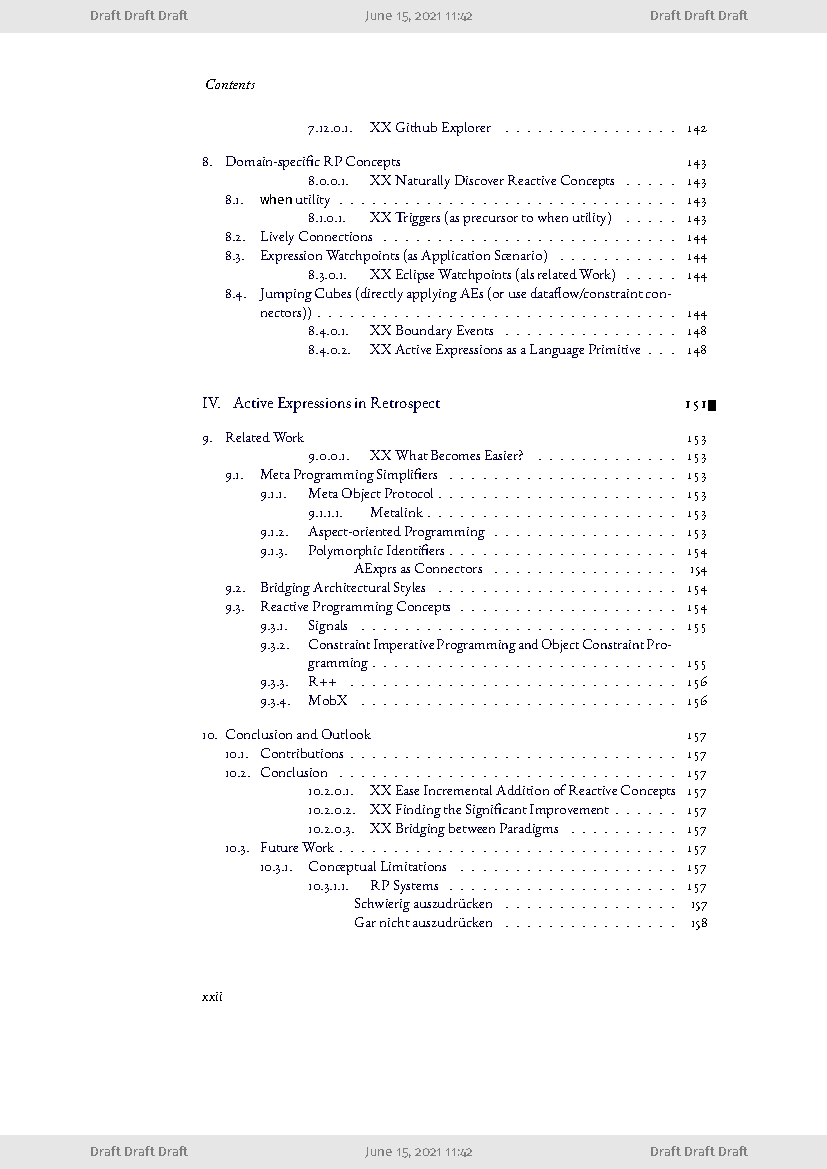 Draft Draft Draft June 15, 2021 11:42 Draft Draft Draft
Contents
7.12.0.1. XX Github Explorer . . . . . . . . . . . . . . . . 142
8. Domain-specific RP Concepts 143
8.0.0.1. XX Naturally Discover Reactive Concepts . . . . . 143
8.1. when utility . . . . . . . . . . . . . . . . . . . . . . . . . . . . . . . 143
8.1.0.1. XX Triggers (as precursor to when utility) . . . . . 143
8.2. Lively Connections . . . . . . . . . . . . . . . . . . . . . . . . . . . 144
8.3. Expression Watchpoints (as Application Scenario) . . . . . . . . . . . 144
8.3.0.1. XX Eclipse Watchpoints (als related Work) . . . . . 144
8.4. Jumping Cubes (directly applying AEs (or use dataflow/constraint con-
nectors)) . . . . . . . . . . . . . . . . . . . . . . . . . . . . . . . . . 144
8.4.0.1. XX Boundary Events . . . . . . . . . . . . . . . . 148
8.4.0.2. XX Active Expressions as a Language Primitive . . . 148
IV. Active Expressions in Retrospect 151
9. Related Work 153
9.0.0.1. XX What Becomes Easier? . . . . . . . . . . . . . 153
9.1. Meta Programming Simplifiers . . . . . . . . . . . . . . . . . . . . . 153
9.1.1. Meta Object Protocol . . . . . . . . . . . . . . . . . . . . . . 153
9.1.1.1. Metalink . . . . . . . . . . . . . . . . . . . . . . . 153
9.1.2. Aspect-oriented Programming . . . . . . . . . . . . . . . . . 153
9.1.3. Polymorphic Identifiers . . . . . . . . . . . . . . . . . . . . . 154
AExprs as Connectors . . . . . . . . . . . . . . . . . 154
9.2. Bridging Architectural Styles . . . . . . . . . . . . . . . . . . . . . . 154
9.3. Reactive Programming Concepts . . . . . . . . . . . . . . . . . . . . 154
9.3.1. Signals . . . . . . . . . . . . . . . . . . . . . . . . . . . . . 155
9.3.2. Constraint Imperative Programming and Object Constraint Pro-
gramming . . . . . . . . . . . . . . . . . . . . . . . . . . . . 155
9.3.3. R++ . . . . . . . . . . . . . . . . . . . . . . . . . . . . . . 156
9.3.4. MobX . . . . . . . . . . . . . . . . . . . . . . . . . . . . . 156
10. Conclusion and Outlook 157
10.1. Contributions . . . . . . . . . . . . . . . . . . . . . . . . . . . . . . 157
10.2. Conclusion . . . . . . . . . . . . . . . . . . . . . . . . . . . . . . . 157
10.2.0.1. XX Ease Incremental Addition of Reactive Concepts 157
10.2.0.2. XX Finding the Significant Improvement . . . . . . 157
10.2.0.3. XX Bridging between Paradigms . . . . . . . . . . 157
10.3. Future Work . . . . . . . . . . . . . . . . . . . . . . . . . . . . . . . 157
10.3.1. Conceptual Limitations . . . . . . . . . . . . . . . . . . . . 157
10.3.1.1. RP Systems . . . . . . . . . . . . . . . . . . . . . 157
Schwierig auszudrücken . . . . . . . . . . . . . . . . 157
Gar nicht auszudrücken . . . . . . . . . . . . . . . . 158
xxii
Draft Draft Draft June 15, 2021 11:42 Draft Draft Draft